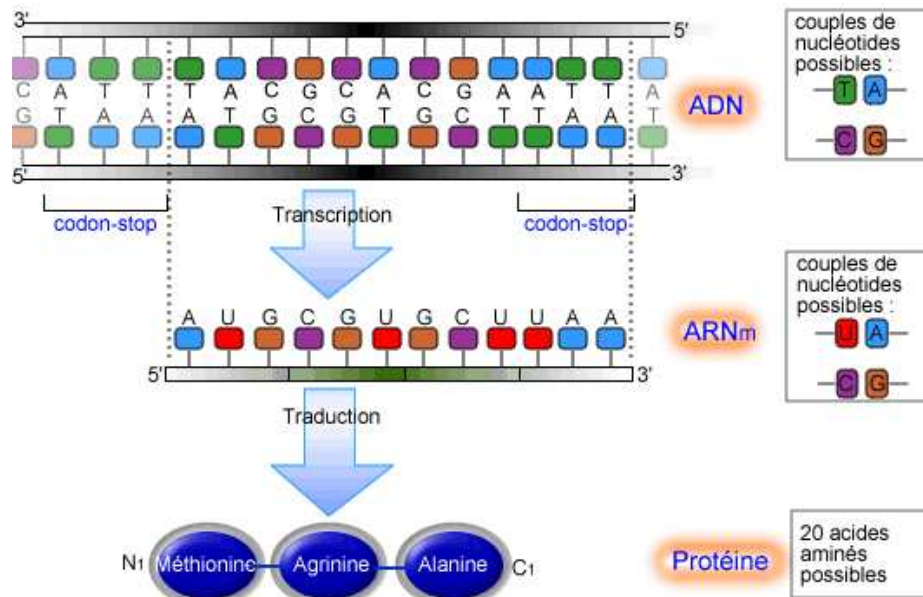 3'
5'
couples de
nucléotides
possibles :
T A
C G
C A T T T A C G C A C G A A T T A
G T A A A T G C G T G C T T A A T
ADN
5'
3'
codon-stop
Transcription
codon-stop
couples de
nucléotides
possibles :
U A
C G
A U G C G U G C U U A A
ARNm
5'
3'
Traduction
N1
Méthionine
Agrinine
Alanine
C1
Protéine
20 acides
aminés
possibles